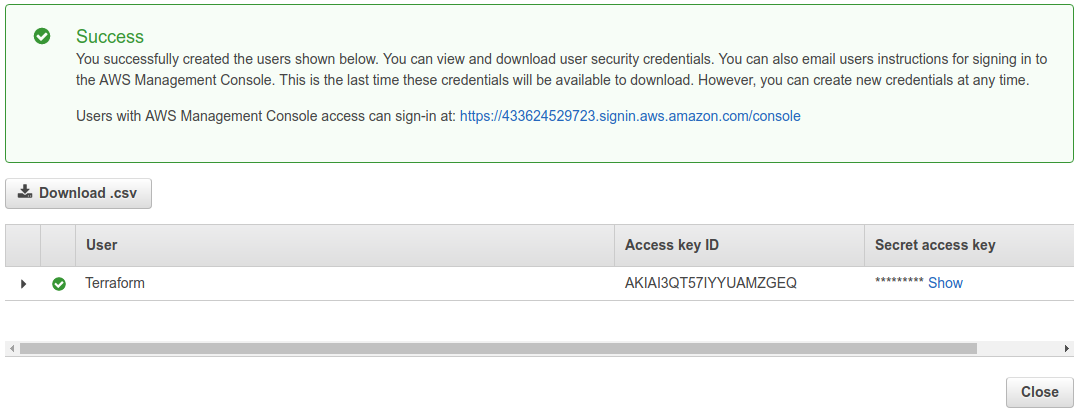 Success
You successfully created the users shown below. You can view and download user security credentials. You can also email users instructions for signing in to
the AWS Management Console. This is the last time these credentials will be available to download. However, you can create new credentials at any time.
Users with AWS Management Console access can sign-in at: https://433624529723.signin.aws.amazon.com/console
Download .csv
User Access key ID Secret access key
Terraform AKIAI3QT57IYYUAMZGEQ ********* Show
Close